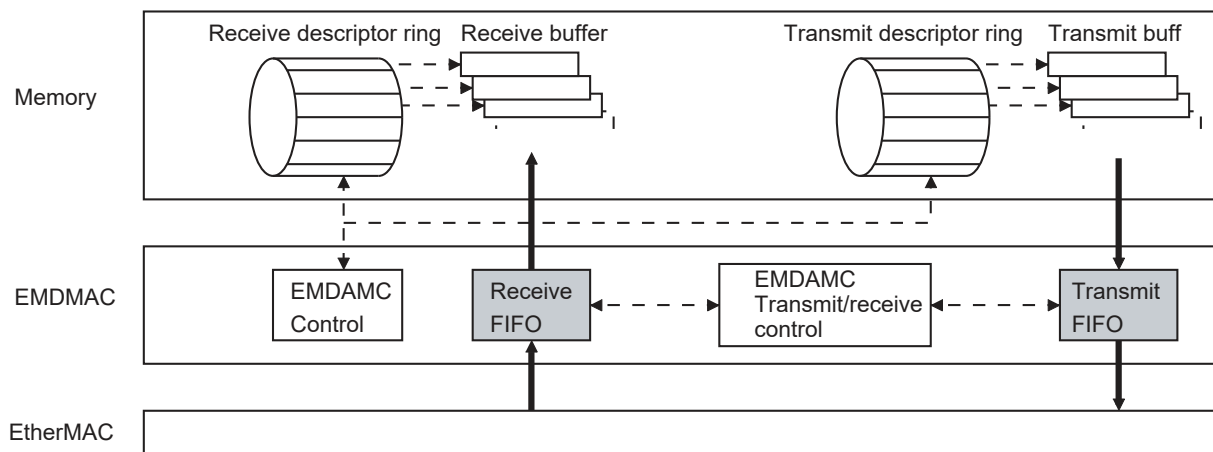 Receive descriptor ring
Receive buffer
Transmit descriptor ring
Transmit buff
Memory
EMDMAC
EMDAMC
Control
Receive
FIFO
EMDAMC
Transmit/receive
control
Transmit
FIFO
EtherMAC